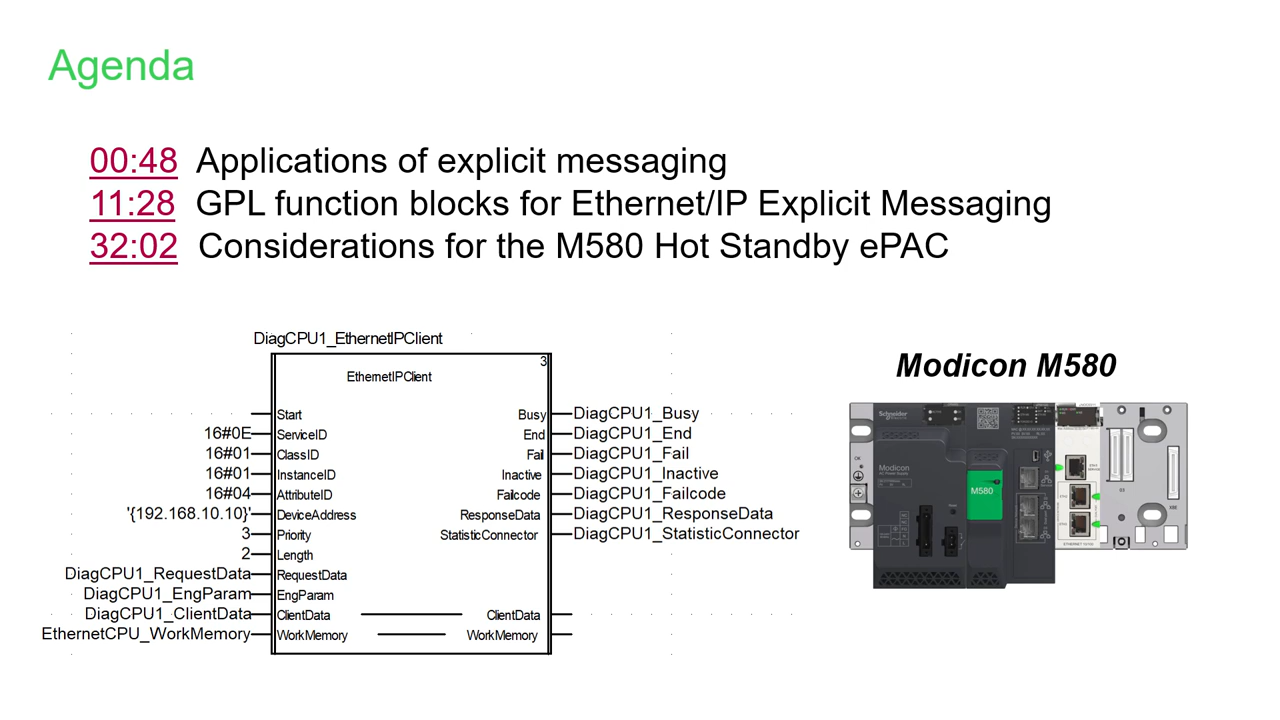 Agenda
00:48 Applications of explicit messaging
11:28 GPL function blocks for Ethernet/IP Explicit Messaging
32:02 Considerations for the M580 Hot Standby ePAC
DiagCPU1_EthernetIPClient
3
EthernetIPClient
Start Busy DiagCPU1_Busy
16#0E ServiceID End DiagCPU1_End
16#01 ClassID Fail DiagCPU1_Fail
16#01 InstanceID Inactive DiagCPU1_Inactive
16#04 AttributeID Failcode DiagCPU1_Failcode
'{192.168.10.10}' DeviceAddress ResponseData DiagCPU1_ResponseData
3 Priority StatisticConnector DiagCPU1_StatisticConnector
2 Length
DiagCPU1_RequestData RequestData
DiagCPU1_EngParam EngParam
DiagCPU1_ClientData ClientData ClientData
EthernetCPU_WorkMemory WorkMemory WorkMemory
Modicon M580
Schneider
Modicon
M580